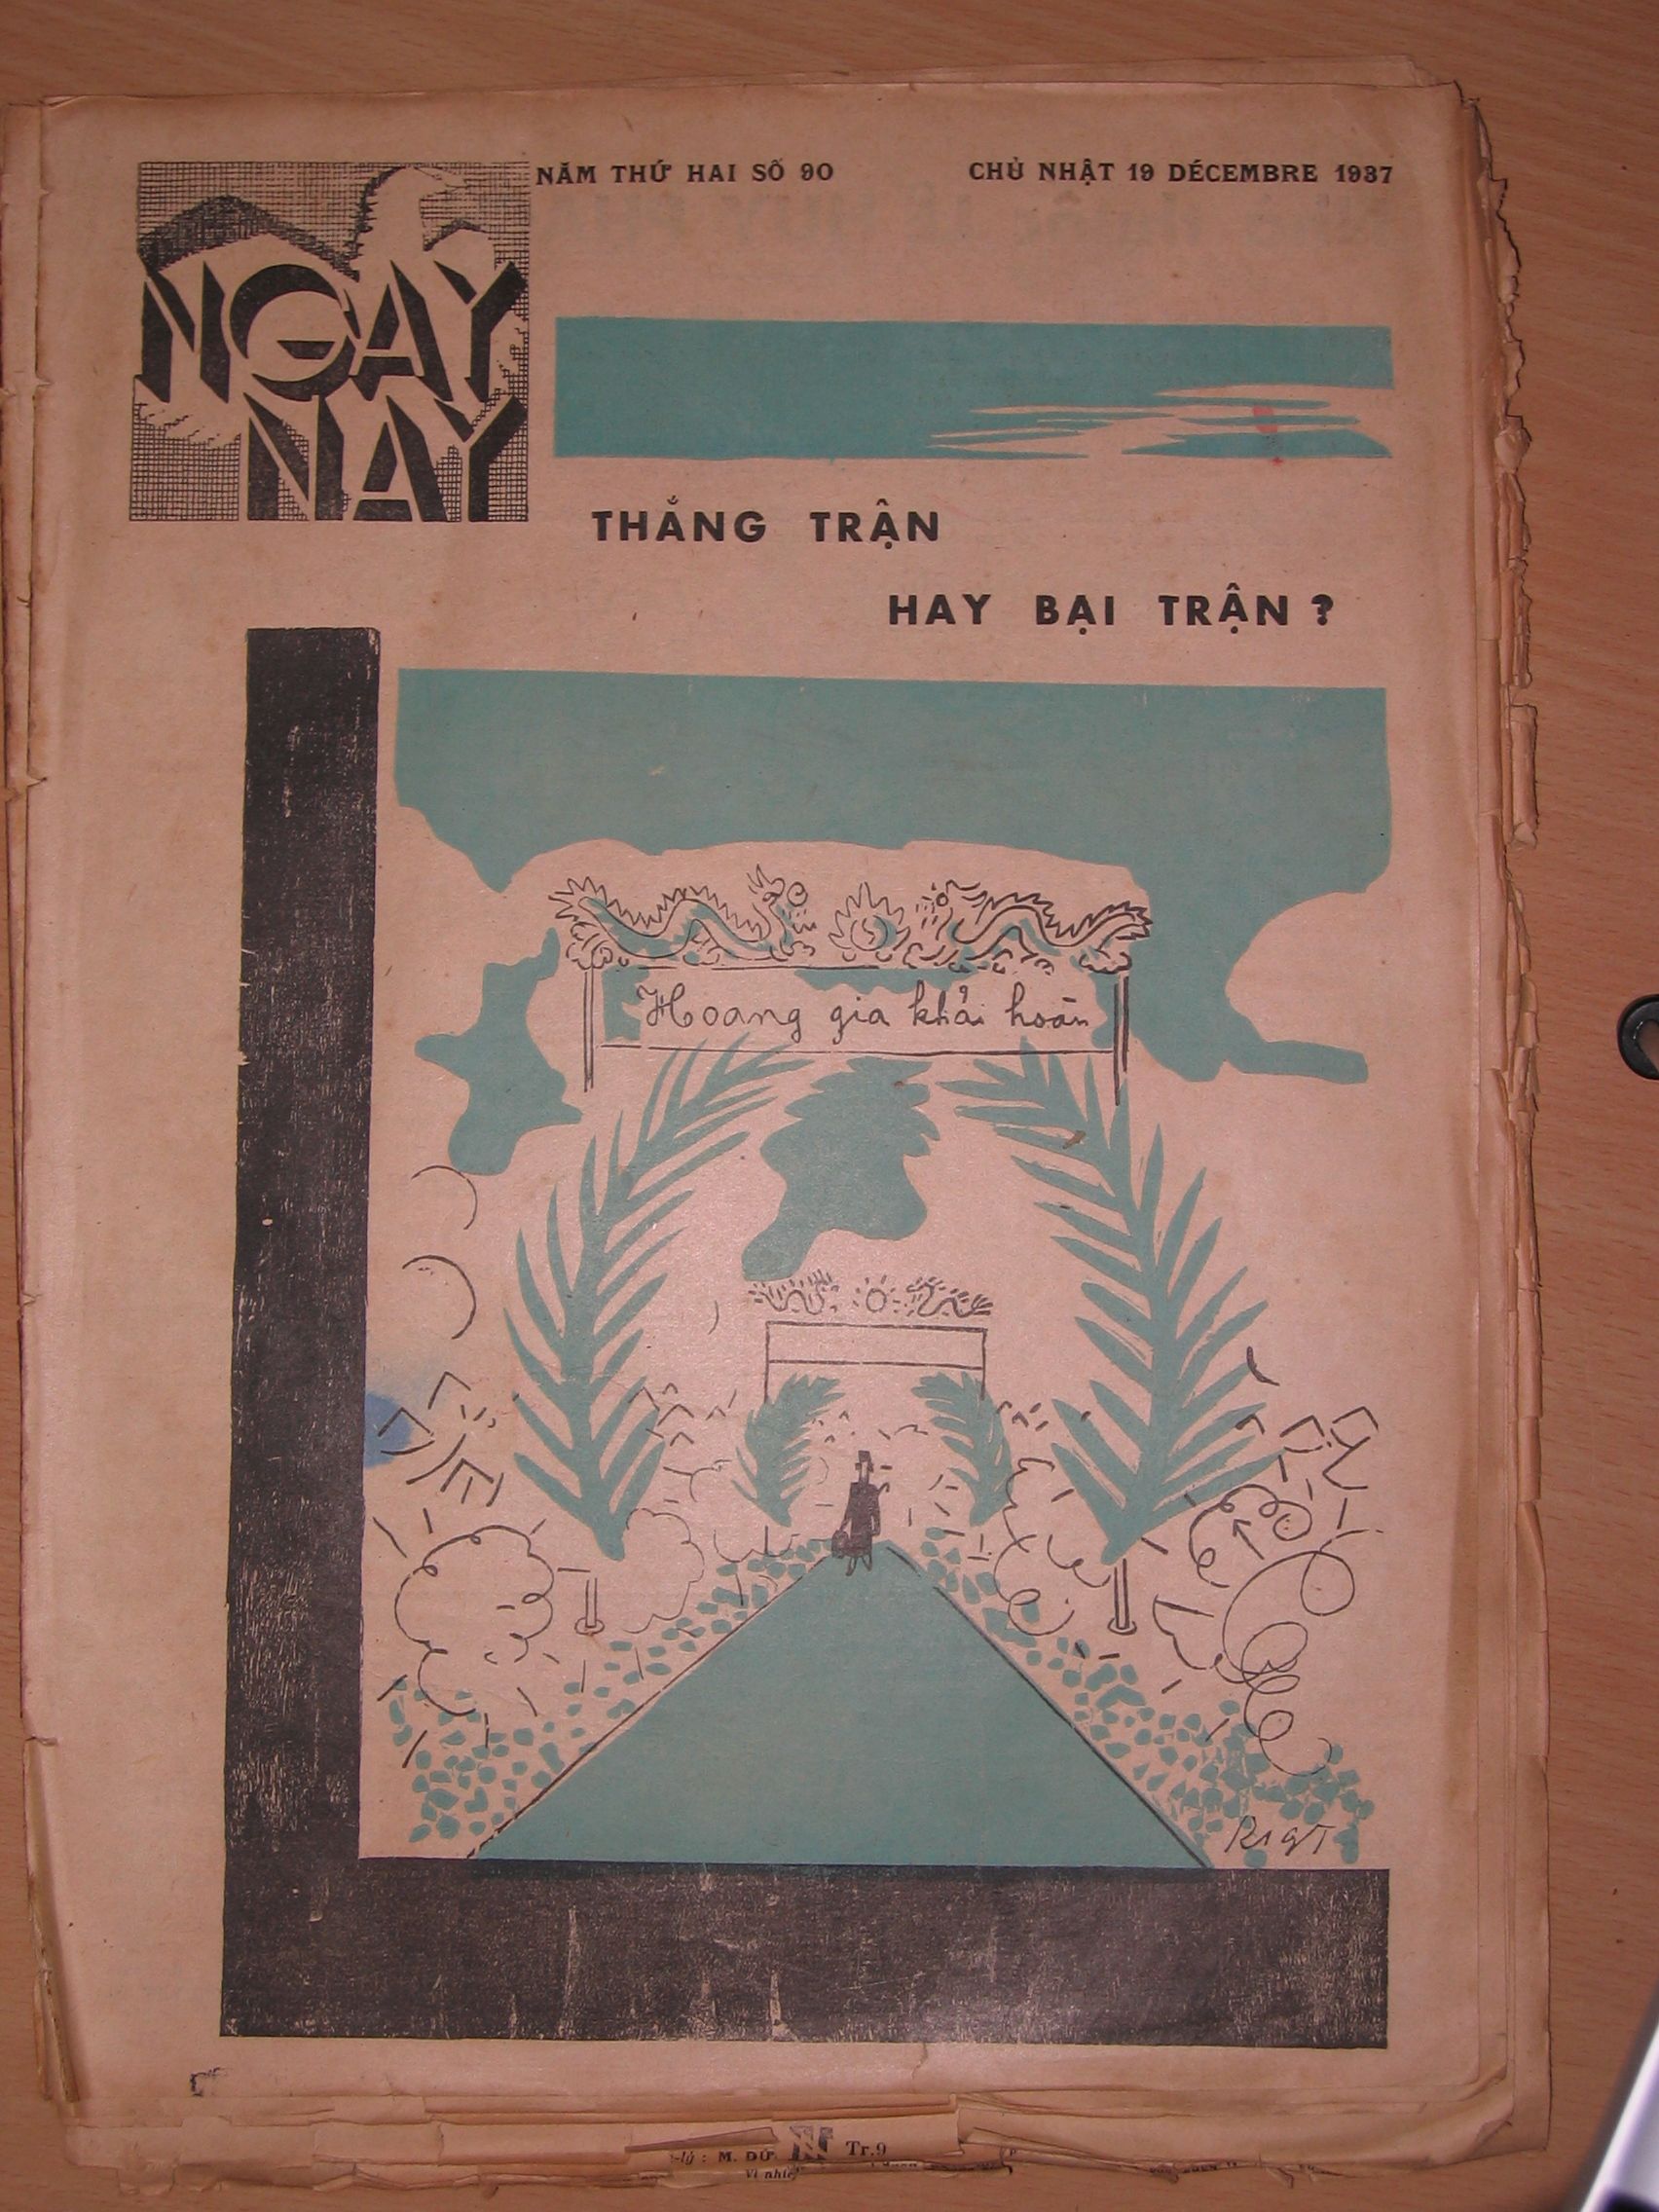 NĂM THỨ HAI SỐ 90
CHỦ NHẬT 19 DÉCEMBRE 1937
NGAY
NAY
THẮNG TRẬN
HAY BẠI TRẬN ?
Hoang gia khải hoàn
RIGT
Tr.9